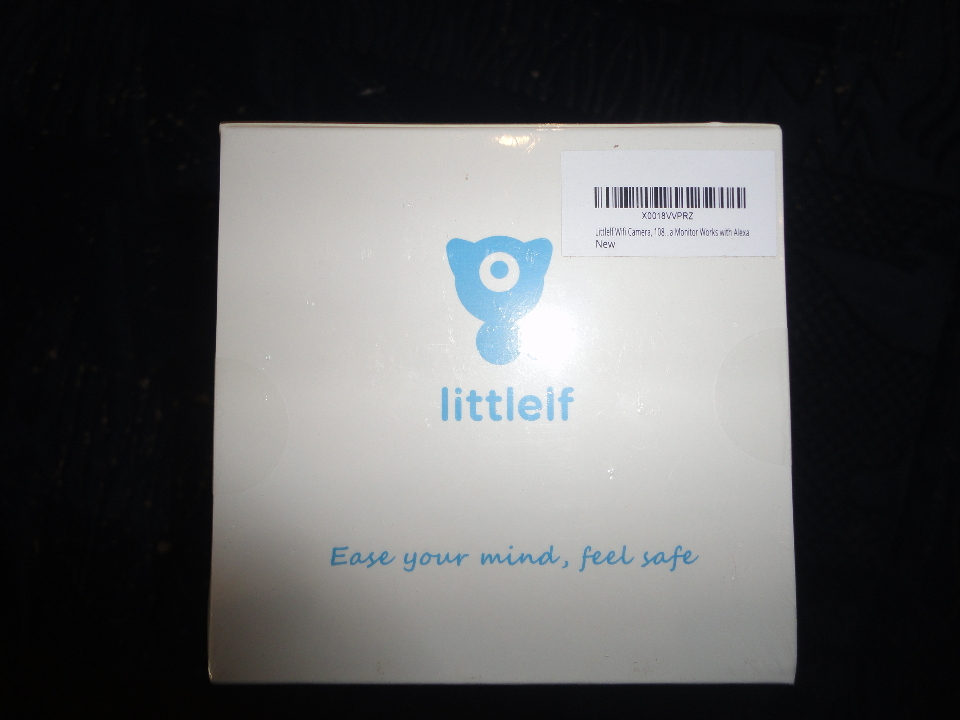 X0018VVPRZ
Littlelf Wifi Camera, 108...a Monitor Works with Alexa
New
littlelf
Ease your mind, feel safe